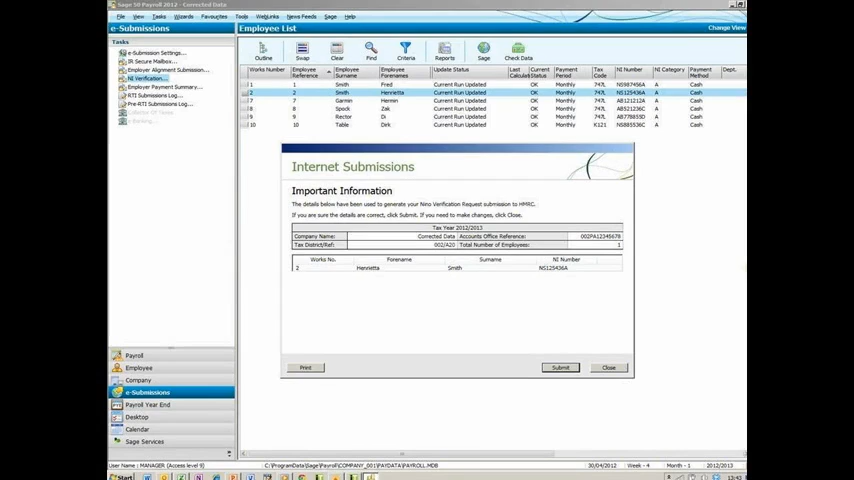 Sage 50 Payroll 2012 - Corrected Data
File View Tasks Wizards Favourites Tools WebLinks News Feeds Sage Help
e-Submissions
Employee List
Change View
Tasks
e-Submission Settings...
IR Secure Mailbox...
Employer Alignment Submission...
NI Verification...
Employer Payment Summary...
RTI Submissions Log...
Pre-RTI Submissions Log...
e-Banking...
Outline Swap Clear Find Criteria Reports Sage Check Data
Works Number Employee Reference Employee Surname Employee Forenames Update Status Last Calculat Current Status Payment Period Tax Code NI Number NI Category Payment Method Dept.
1 1 Smith Fred Current Run Updated OK Monthly 747L NS987456A A Cash
2 2 Smith Henrietta Current Run Updated OK Monthly 747L NS125436A A Cash
7 7 Garmin Hermin Current Run Updated OK Monthly 747L AB121212A A Cash
8 8 Spock Zak Current Run Updated OK Monthly 747L A Cash
9 9 Rector Di Current Run Updated OK Monthly 747L AB778855D A Cash
10 10 Table Dirk Current Run Updated OK Monthly K121 NS885536C A Cash
Internet Submissions
Important Information
The details below have been used to generate your Nino Verification Request submission to HMRC.
If you are sure the details are correct, click Submit. If you need to make changes, click Close.
Tax Year 2012/2013
Company Name: Corrected Data Accounts Office Reference: 002PA12345678
Tax District/Ref: 002/A20 Total Number of Employees: 1
Works No. Forename Surname NI Number
2 Henrietta Smith NS125436A
Print Submit Close
Payroll
Employee
Company
e-Submissions
Payroll Year End
Desktop
Calendar
Sage Services
User Name : MANAGER (Access level 9) C:\ProgramData\Sage\Payroll\COMPANY_001\PAYDATA\PAYROLL.MDB 30/04/2012 Week - 4 Month - 1 2012/2013
Start 12:43